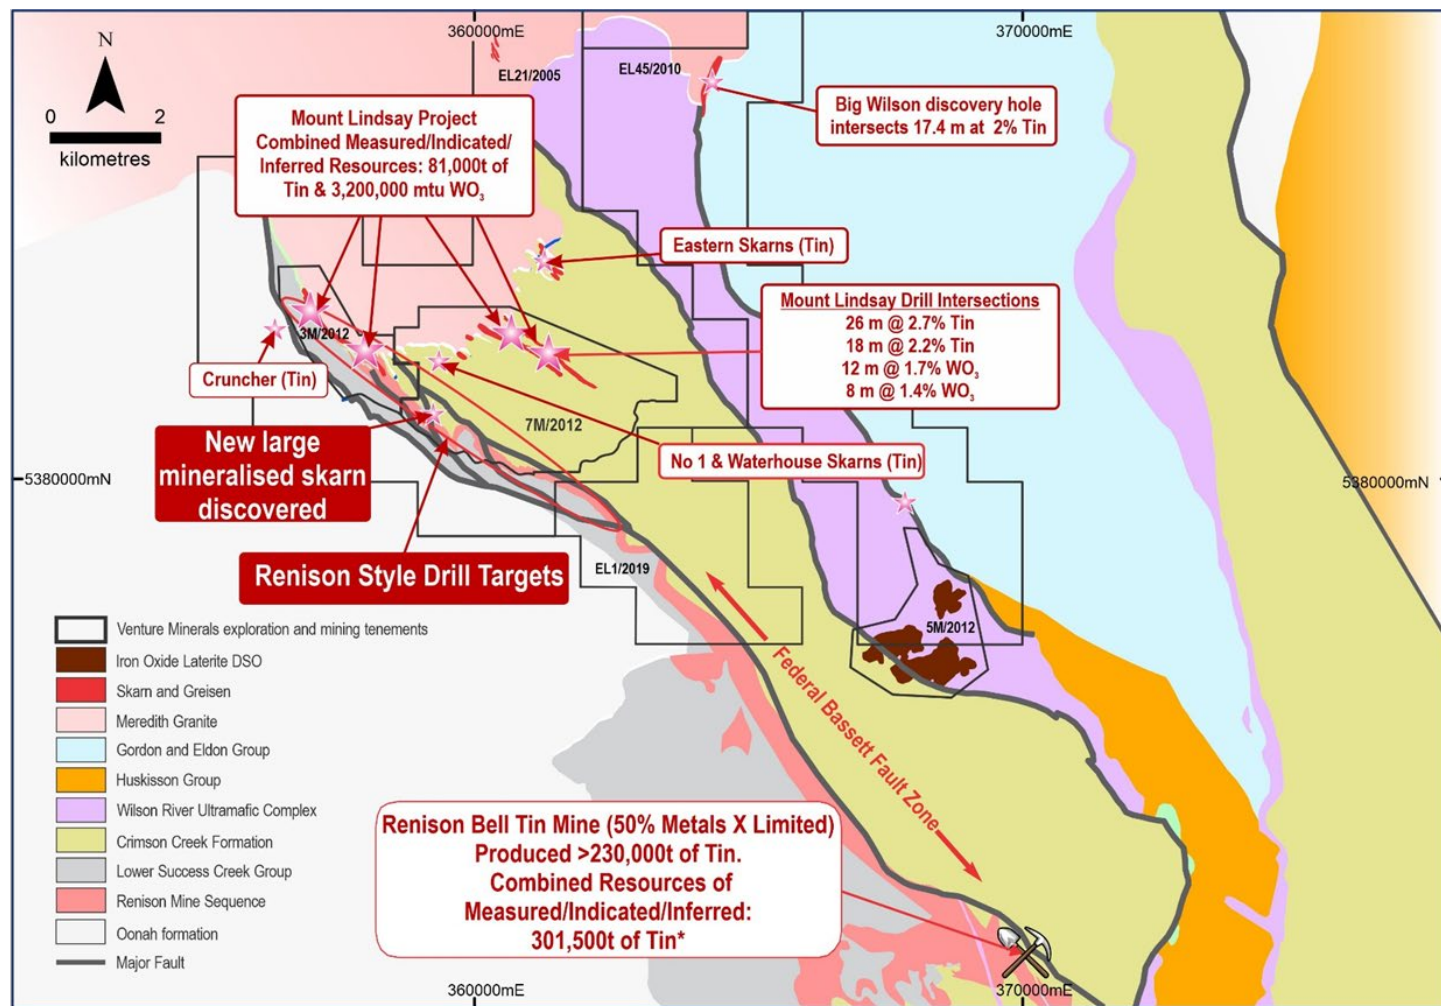 360000mE
370000mE
N
0 2
kilometres
EL21/2005
EL45/2010
Mount Lindsay Project
Combined Measured/Indicated/
Inferred Resources: 81,000t of
Tin & 3,200,000 mtu WO₃
Big Wilson discovery hole
intersects 17.4 m at 2% Tin
Eastern Skarns (Tin)
Mount Lindsay Drill Intersections
26 m @ 2.7% Tin
18 m @ 2.2% Tin
12 m @ 1.7% WO₃
8 m @ 1.4% WO₃
3M/2012
Cruncher (Tin)
7M/2012
New large
mineralised skarn
discovered
No 1 & Waterhouse Skarns (Tin)
5380000mN
5380000mN
Renison Style Drill Targets
EL1/2019
5M/2012
Federal Bassett Fault Zone
Venture Minerals exploration and mining tenements
Iron Oxide Laterite DSO
Skarn and Greisen
Meredith Granite
Gordon and Eldon Group
Huskisson Group
Wilson River Ultramafic Complex
Crimson Creek Formation
Lower Success Creek Group
Renison Mine Sequence
Oonah formation
Major Fault
Renison Bell Tin Mine (50% Metals X Limited)
Produced >230,000t of Tin.
Combined Resources of
Measured/Indicated/Inferred:
301,500t of Tin*
360000mE
370000mE